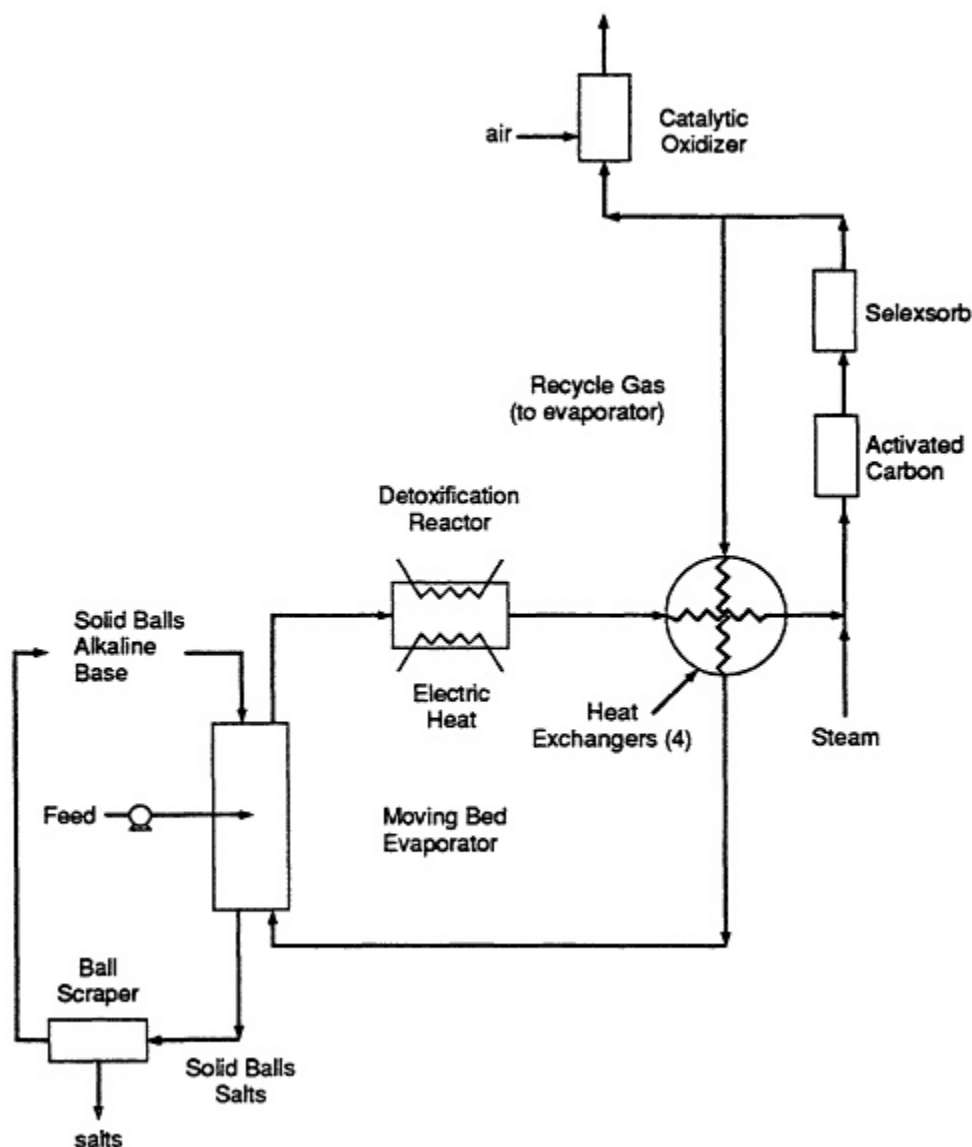 air
Catalytic
Oxidizer
Selexsorb
Recycle Gas
(to evaporator)
Activated
Carbon
Detoxification
Reactor
Solid Balls
Alkaline
Base
Electric
Heat
Heat
Exchangers (4)
Steam
Feed
Moving Bed
Evaporator
Ball
Scraper
Solid Balls
Salts
salts